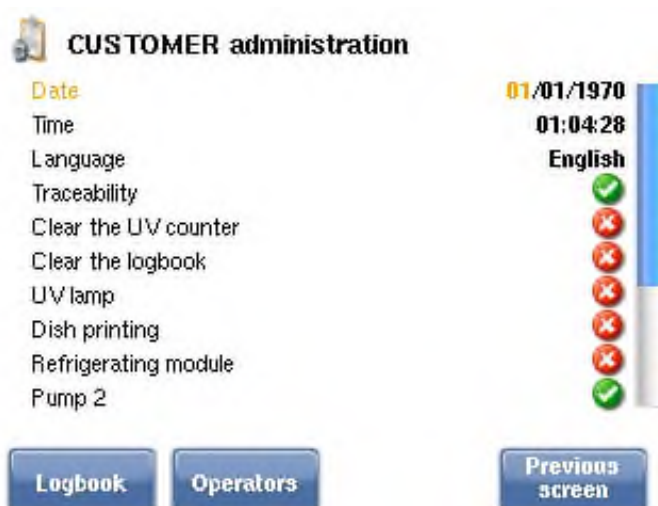 CUSTOMER administration
Date 01/01/1970
Time 01:04:28
Language English
Traceability
Clear the UV counter
Clear the logbook
UV lamp
Dish printing
Refrigerating module
Pump 2
Logbook Operators Previous screen